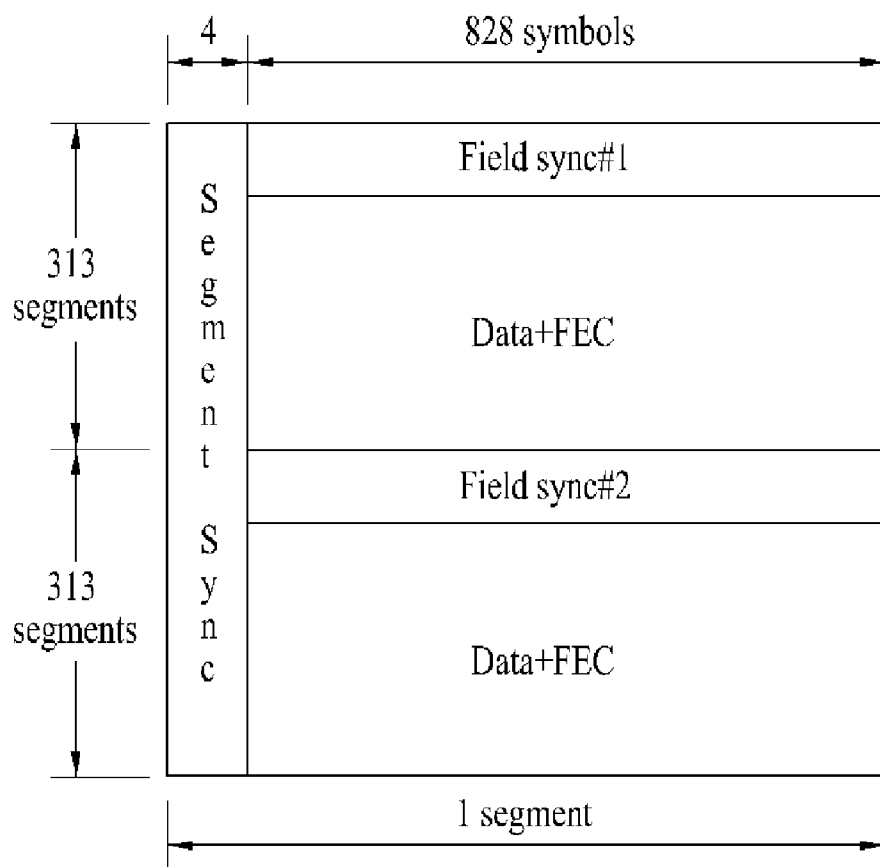 4
828 symbols
Field sync#1
Segment Sync
313
segments
Data+FEC
Field sync#2
313
segments
Data+FEC
1 segment